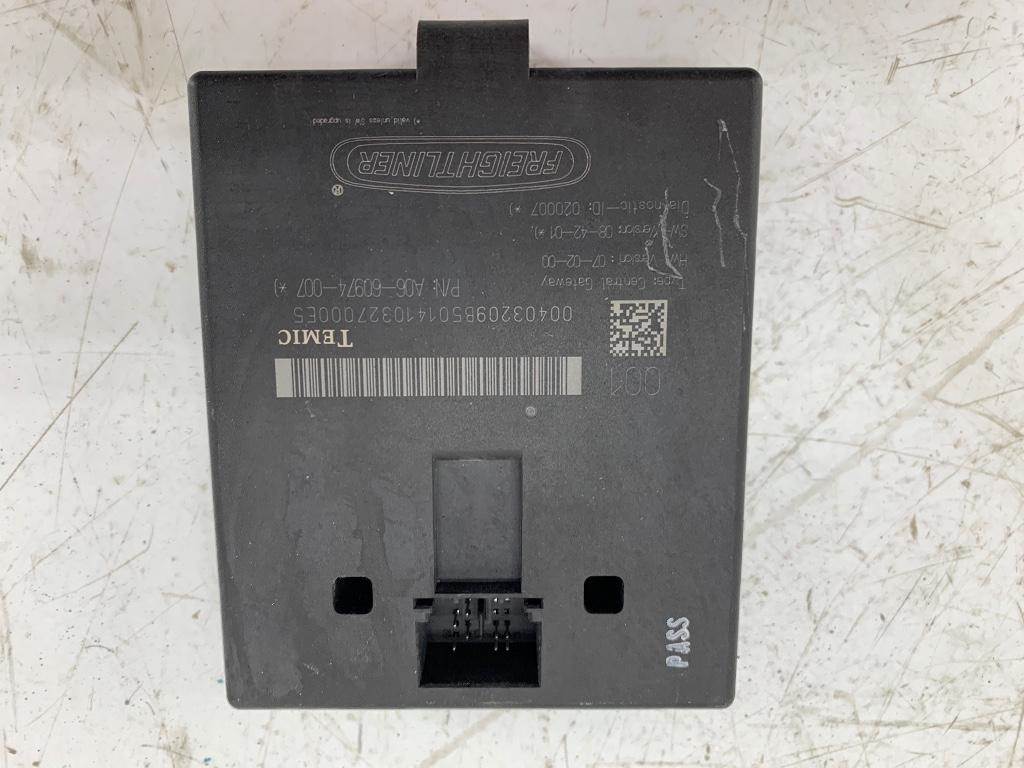 PASS
001
TEMIC
00403209B501410327000E5
P/N: A06-60974-007 *)
Type: Central Gateway
HW Version : 07-02-00
SW Version: 08-42-01 *)
Diagnostic-ID: 020007 *)
FREIGHTLINER ®
*) valid unless SW is upgraded